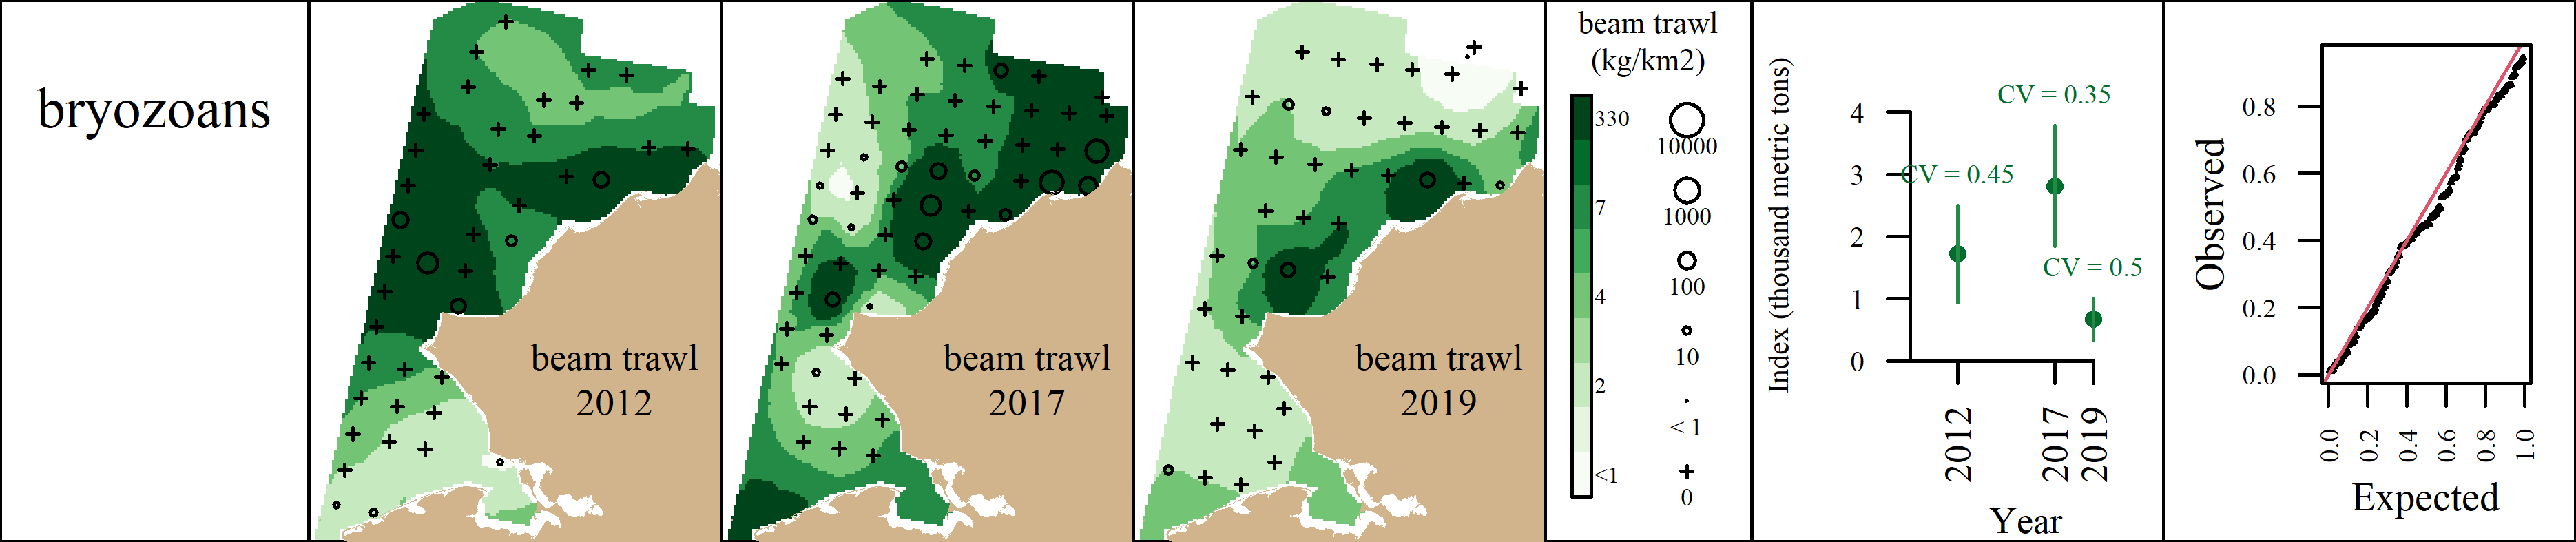 bryozoans
beam trawl
2012
beam trawl
2017
beam trawl
2019
beam trawl
(kg/km2)
330
7
4
2
<1
10000
1000
100
10
< 1
0
Index (thousand metric tons)
4
3
2
1
0
CV = 0.45
CV = 0.35
CV = 0.5
2012
2017
2019
Year
Observed
0.8
0.6
0.4
0.2
0.0
0.0
0.2
0.4
0.6
0.8
1.0
Expected